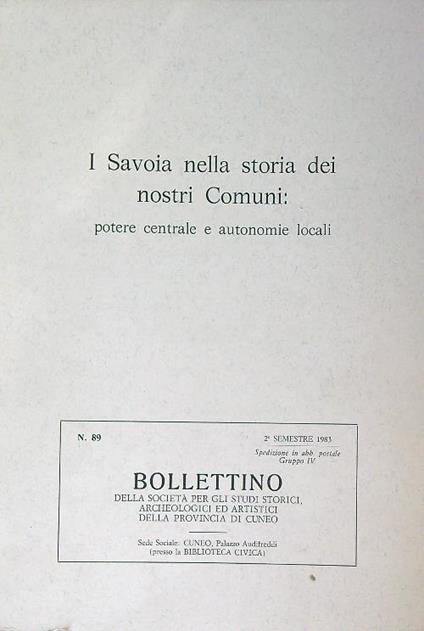 I Savoia nella storia dei
nostri Comuni:
potere centrale e autonomie locali
N. 89
2° SEMESTRE 1983
Spedizione in abb. postale
Gruppo IV
BOLLETTINO
DELLA SOCIETÀ PER GLI STUDI STORICI,
ARCHEOLOGICI ED ARTISTICI
DELLA PROVINCIA DI CUNEO
Sede Sociale: CUNEO, Palazzo Audiffreddi
(presso la BIBLIOTECA CIVICA)